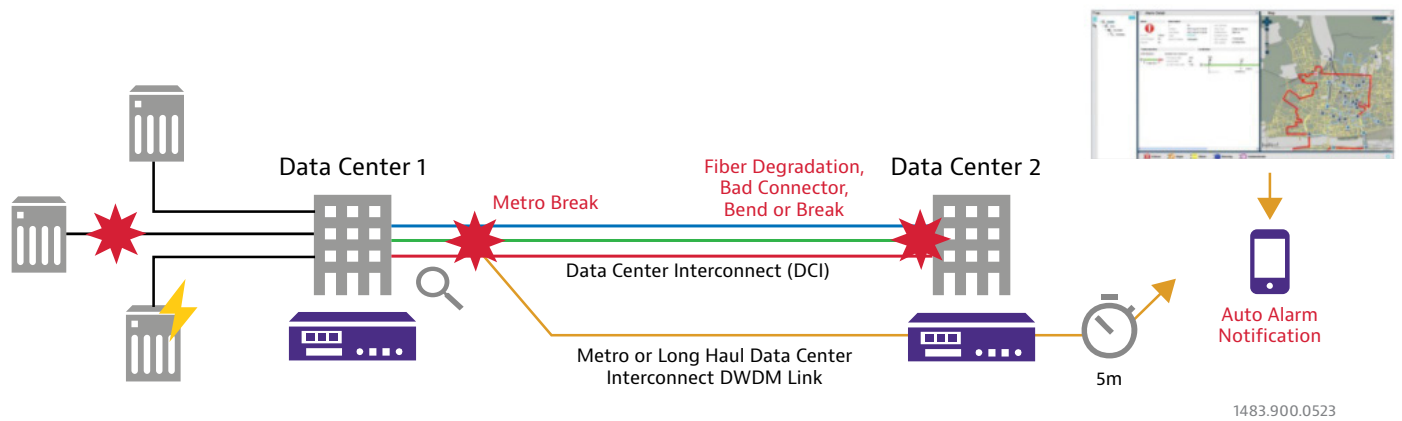 Data Center 1
Metro Break
Fiber Degradation,
Bad Connector,
Bend or Break
Data Center 2
Data Center Interconnect (DCI)
Metro or Long Haul Data Center
Interconnect DWDM Link
5m
Auto Alarm
Notification
1483.900.0523